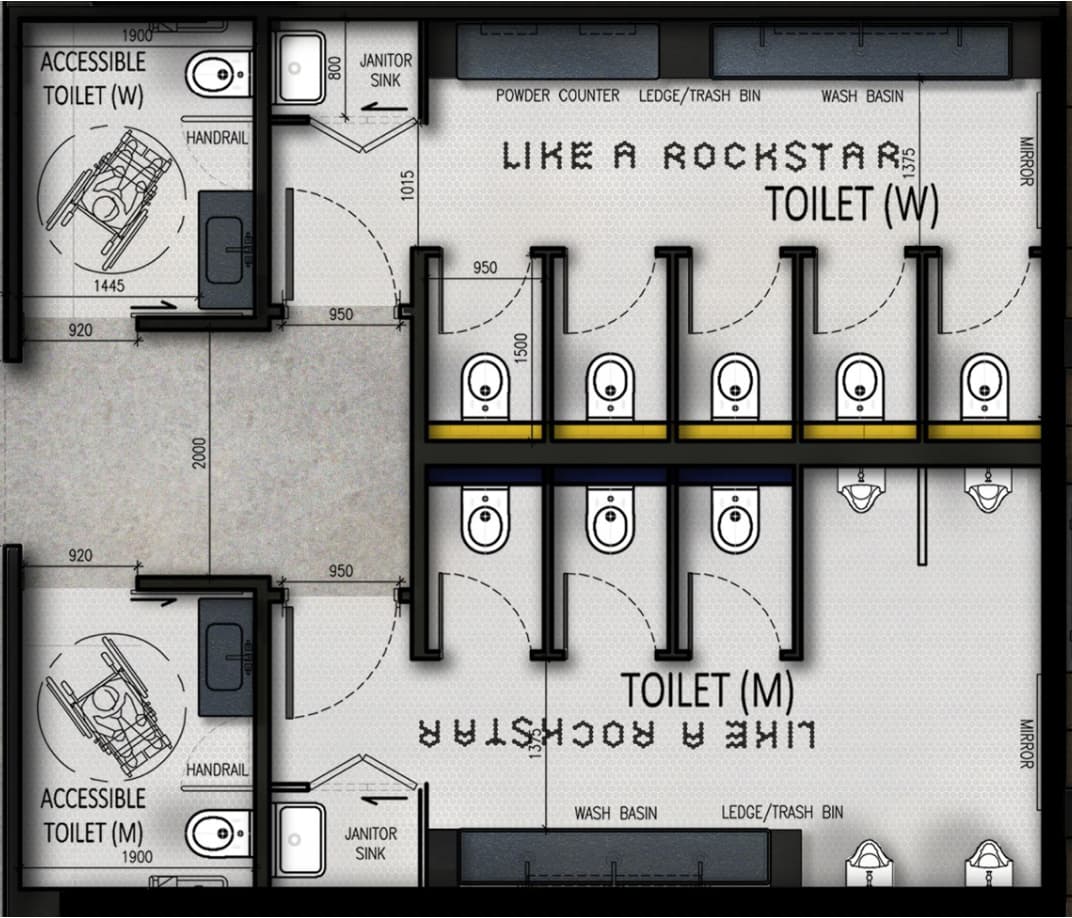 1900
ACCESSIBLE
TOILET (W)
HANDRAIL
1445
920
800
JANITOR
SINK
1015
950
POWDER COUNTER
LEDGE/TRASH BIN
WASH BASIN
LIKE A ROCKSTAR
1375
TOILET (W)
MIRROR
950
1500
2000
920
950
HANDRAIL
ACCESSIBLE
TOILET (M)
1900
JANITOR
SINK
TOILET (M)
LIKE A ROCKSTAR
1375
MIRROR
WASH BASIN
LEDGE/TRASH BIN